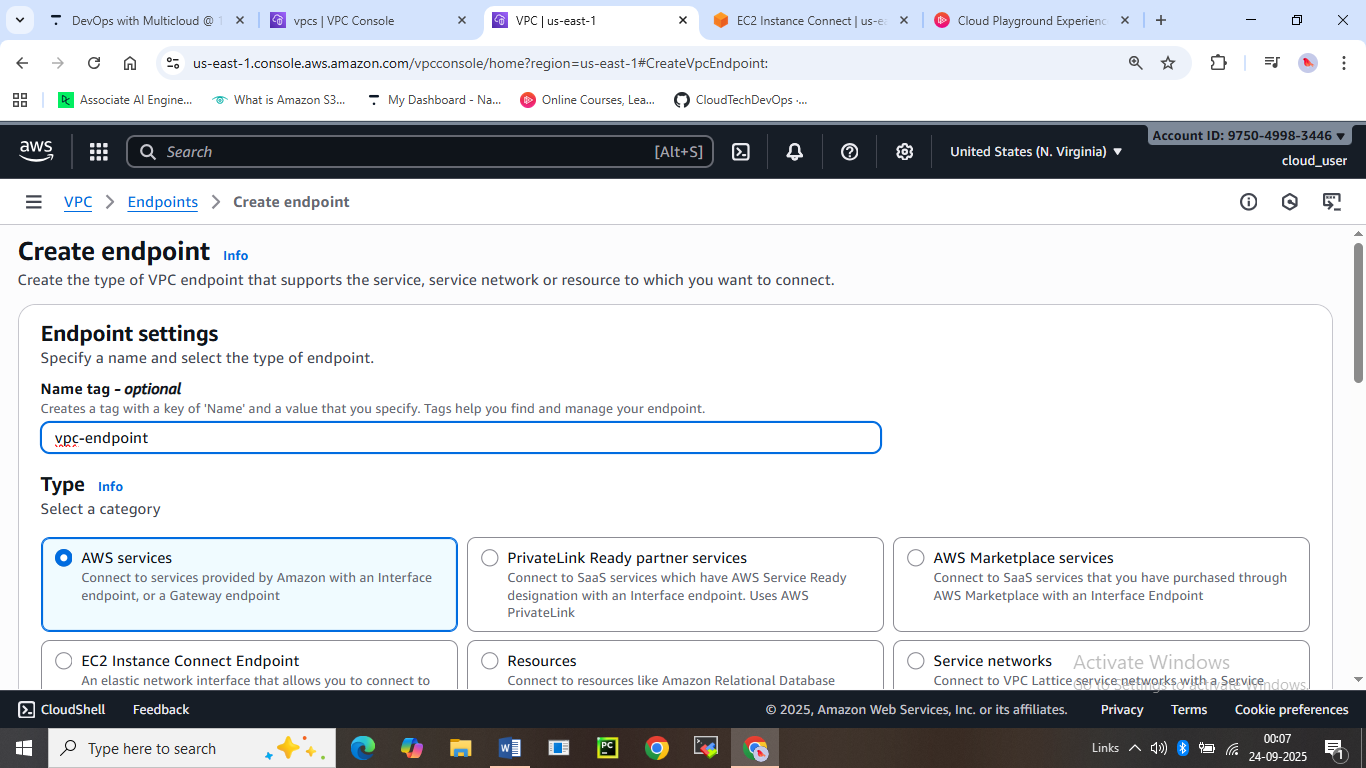 DevOps with Multicloud @ 1
vpcs | VPC Console
VPC | us-east-1
EC2 Instance Connect | us-ea
Cloud Playground Experienc
us-east-1.console.aws.amazon.com/vpcconsole/home?region=us-east-1#CreateVpcEndpoint:
Associate AI Engine...
What is Amazon S3...
My Dashboard - Na...
Online Courses, Lea...
CloudTechDevOps ·...
aws
Search
[Alt+S]
United States (N. Virginia)
Account ID: 9750-4998-3446
cloud_user
VPC
Endpoints
Create endpoint
Create endpoint Info
Create the type of VPC endpoint that supports the service, service network or resource to which you want to connect.
Endpoint settings
Specify a name and select the type of endpoint.
Name tag - optional
Creates a tag with a key of 'Name' and a value that you specify. Tags help you find and manage your endpoint.
vpc-endpoint
Type Info
Select a category
AWS services
Connect to services provided by Amazon with an Interface
endpoint, or a Gateway endpoint
PrivateLink Ready partner services
Connect to SaaS services which have AWS Service Ready
designation with an Interface endpoint. Uses AWS
PrivateLink
AWS Marketplace services
Connect to SaaS services that you have purchased through
AWS Marketplace with an Interface Endpoint
EC2 Instance Connect Endpoint
An elastic network interface that allows you to connect to
Resources
Connect to resources like Amazon Relational Database
Service networks
Connect to VPC Lattice service networks with a Service
Activate Windows
Go to Settings to activate Windows.
CloudShell
Feedback
© 2025, Amazon Web Services, Inc. or its affiliates.
Privacy
Terms
Cookie preferences
Type here to search
Links
00:07
24-09-2025
1